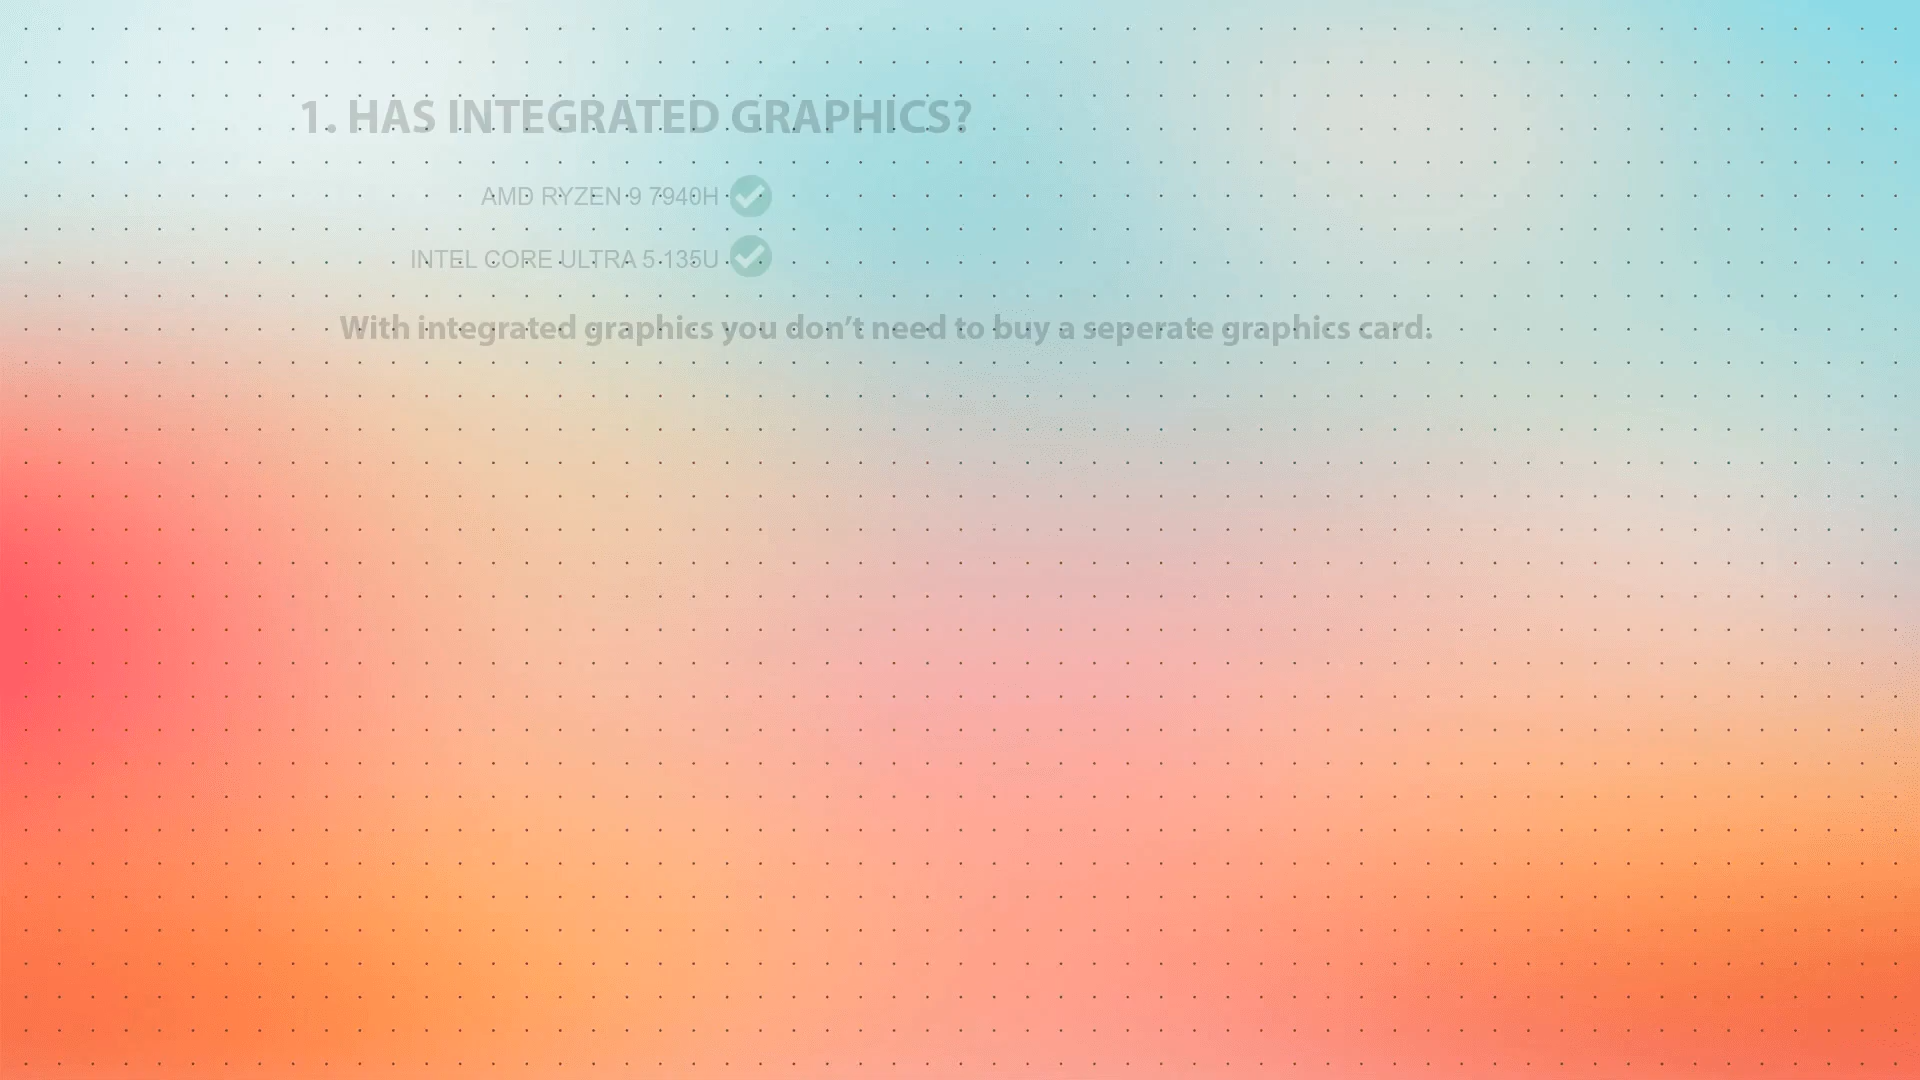 1. HAS INTEGRATED GRAPHICS?
AMD RYZEN 9 7940H
INTEL CORE ULTRA 5 135U
With integrated graphics you don’t need to buy a seperate graphics card.